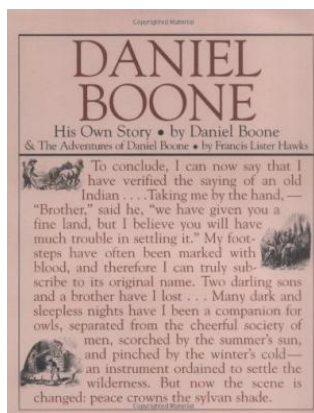 Copyrighted Material
DANIEL
BOONE
His Own Story • by Daniel Boone
& The Adventures of Daniel Boone • by Francis Lister Hawks
To conclude, I can now say that I
have verified the saying of an old
Indian . . . . Taking me by the hand, —
“Brother,” said he, “we have given you a
fine land, but I believe you will have
much trouble in settling it.” My foot-
steps have often been marked with
blood, and therefore I can truly sub-
scribe to its original name. Two darling sons
and a brother have I lost . . . Many dark and
sleepless nights have I been a companion for
owls, separated from the cheerful society of
men, scorched by the summer’s sun,
and pinched by the winter’s cold—
an instrument ordained to settle the
wilderness. But now the scene is
changed: peace crowns the sylvan shade.
Copyrighted Material